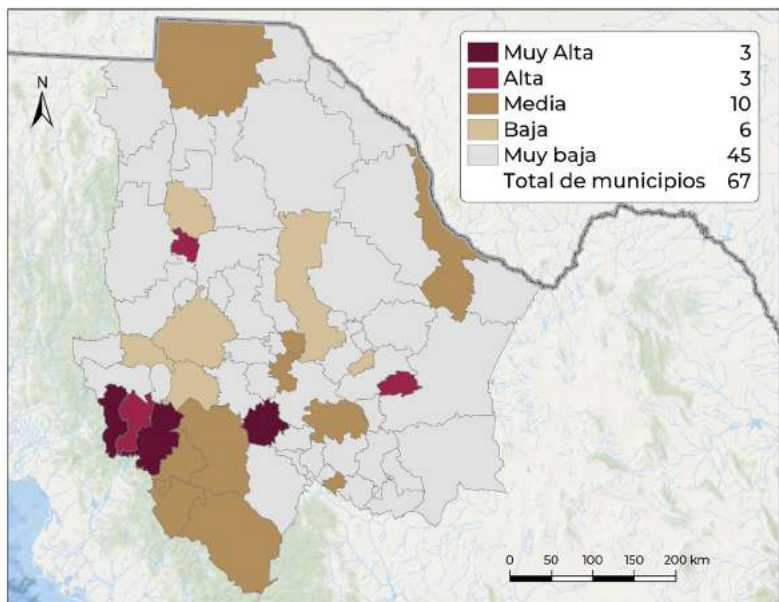 N
Muy Alta 3
Alta 3
Media 10
Baja 6
Muy baja 45
Total de municipios 67
0 50 100 150 200 km